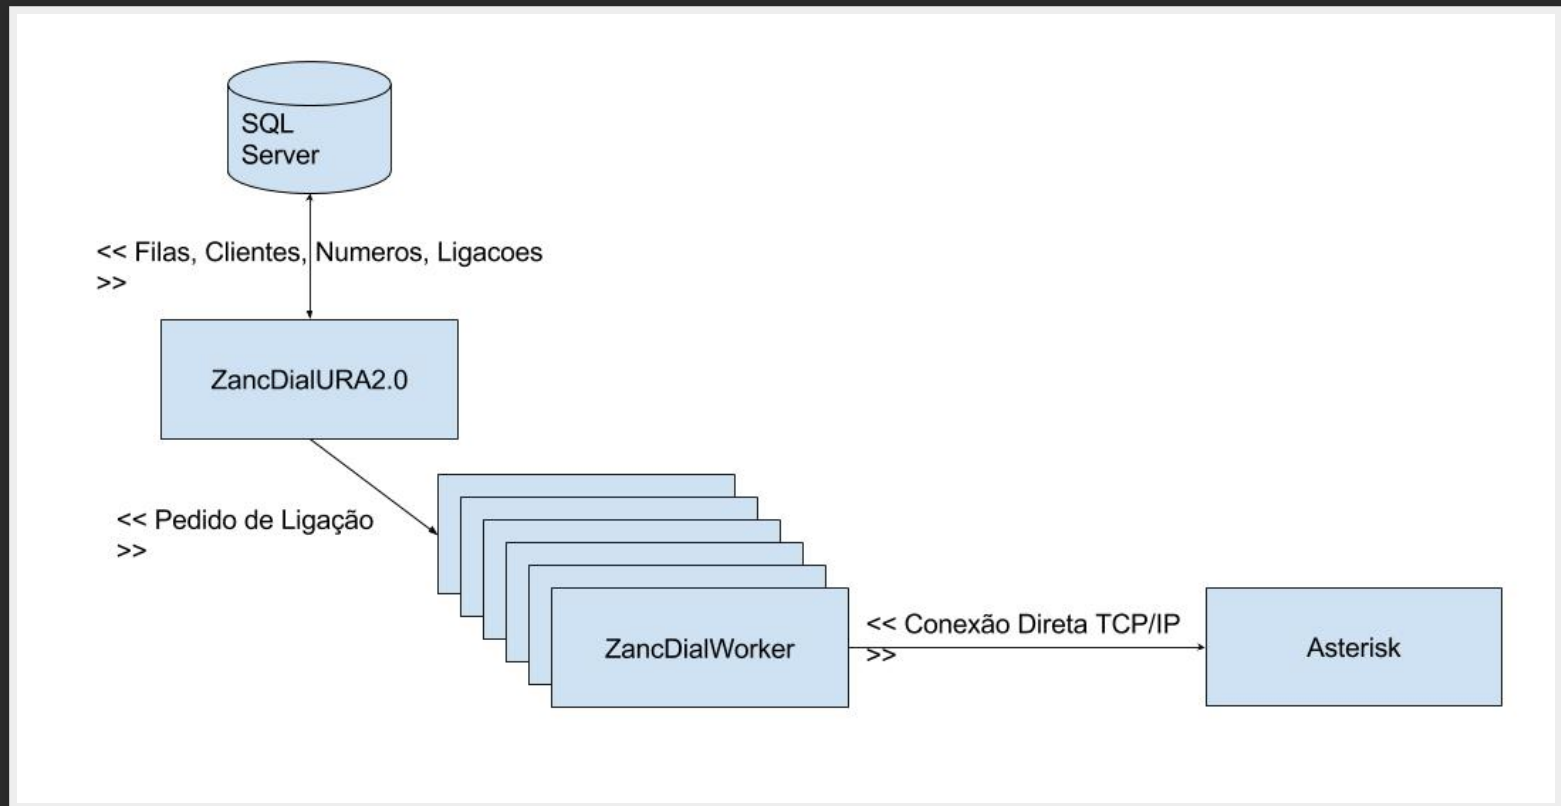 SQL
Server
<< Filas, Clientes, Numeros, Ligacoes
>>
ZancDialURA2.0
<< Pedido de Ligação
>>
ZancDialWorker
<< Conexão Direta TCP/IP
>>
Asterisk